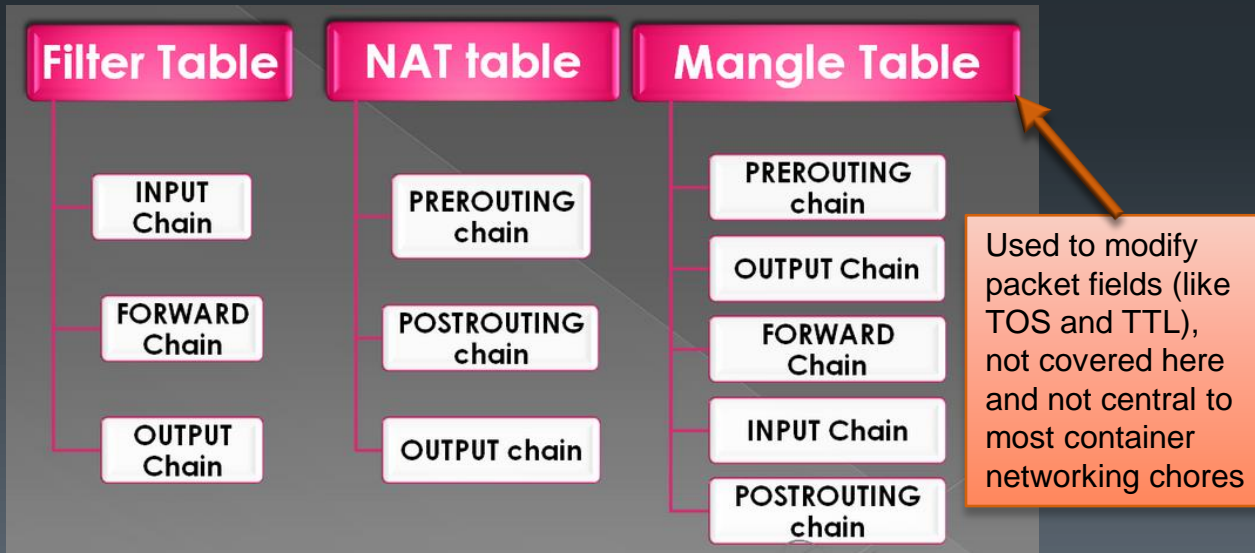 Filter Table
INPUT
Chain
FORWARD
Chain
OUTPUT
Chain
NAT table
PREROUTING
chain
POSTROUTING
chain
OUTPUT chain
Mangle Table
PREROUTING
chain
OUTPUT Chain
FORWARD
Chain
INPUT Chain
POSTROUTING
chain
Used to modify
packet fields (like
TOS and TTL),
not covered here
and not central to
most container
networking chores